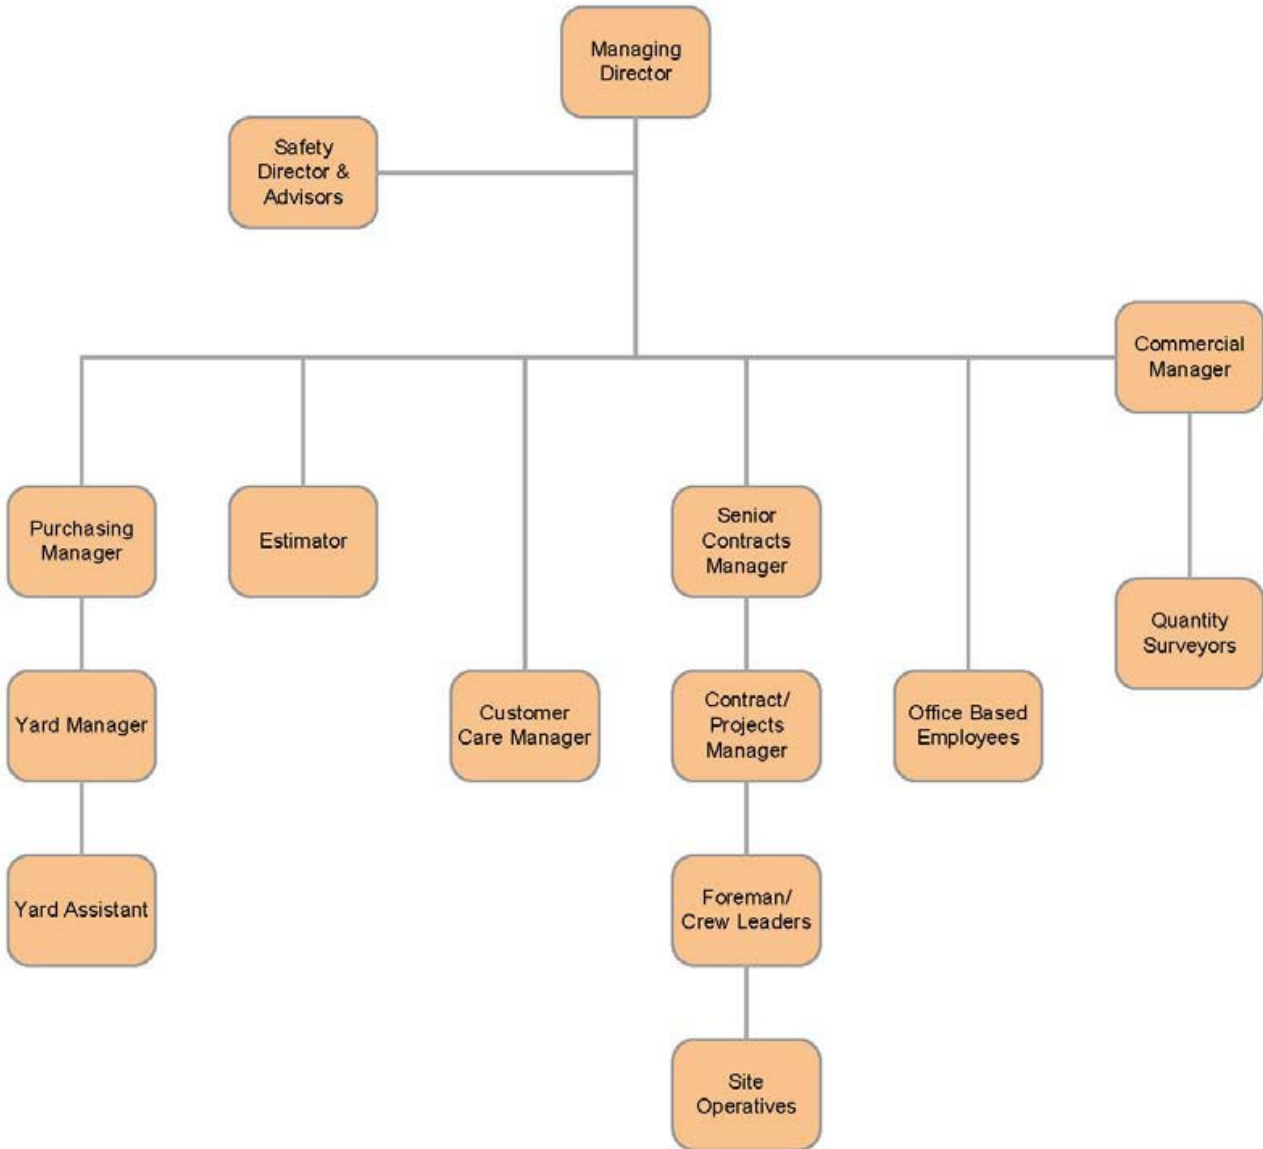 Managing
Director
Safety
Director &
Advisors
Commercial
Manager
Purchasing
Manager
Estimator
Senior
Contracts
Manager
Quantity
Surveyors
Yard Manager
Customer
Care Manager
Contract/
Projects
Manager
Office Based
Employees
Yard Assistant
Foreman/
Crew Leaders
Site
Operatives